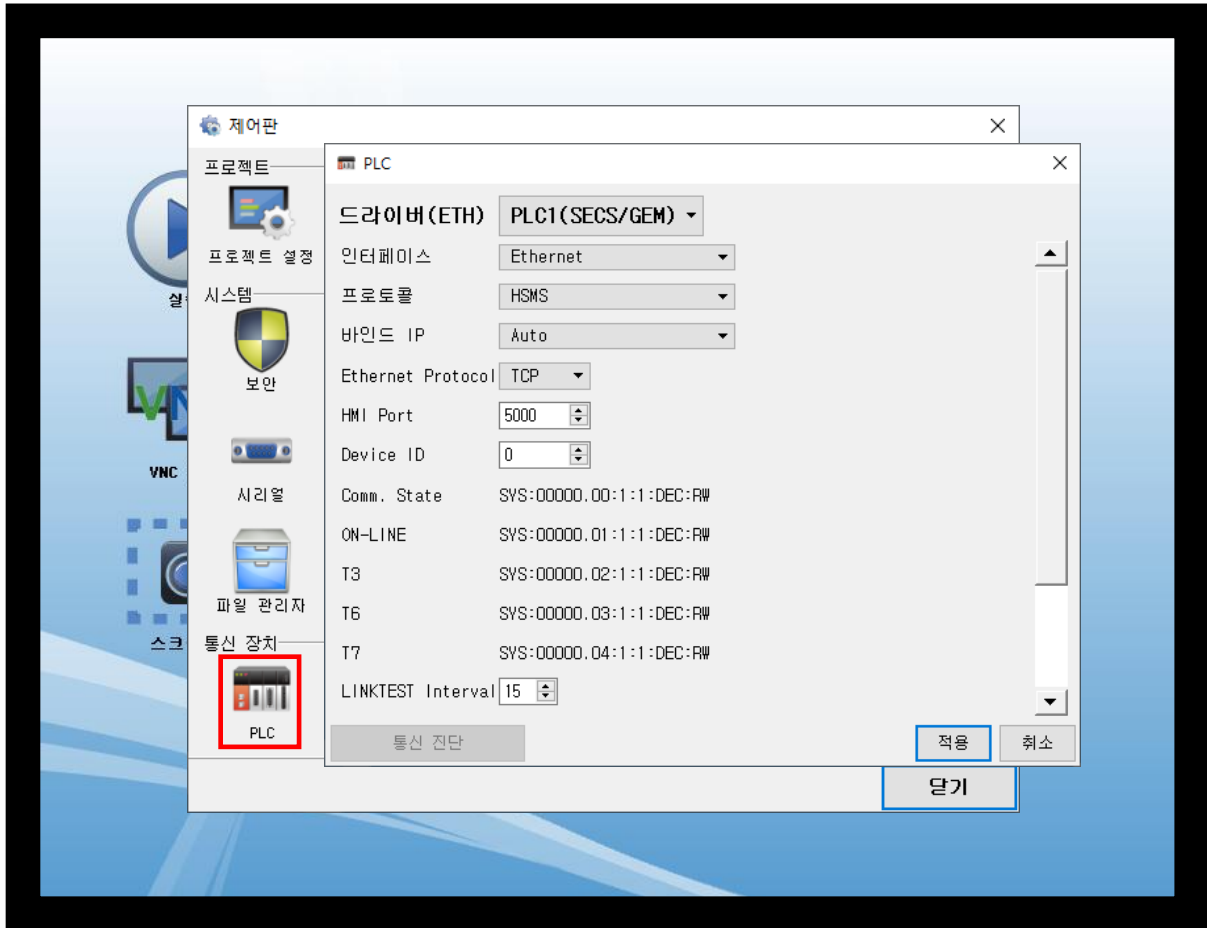 제어판
프로젝트
프로젝트 설정
시스템
보안
시리얼
파일 관리자
통신 장치
PLC
VNC
스크
PLC
드라이버(ETH) PLC1(SECS/GEM)
인터페이스 Ethernet
프로토콜 HSMS
바인드 IP Auto
Ethernet Protocol TCP
HMI Port 5000
Device ID 0
Comm. State SYS:00000.00:1:1:DEC:RW
ON-LINE SYS:00000.01:1:1:DEC:RW
T3 SYS:00000.02:1:1:DEC:RW
T6 SYS:00000.03:1:1:DEC:RW
T7 SYS:00000.04:1:1:DEC:RW
LINKTEST Interval 15
통신 진단 적용 취소
닫기